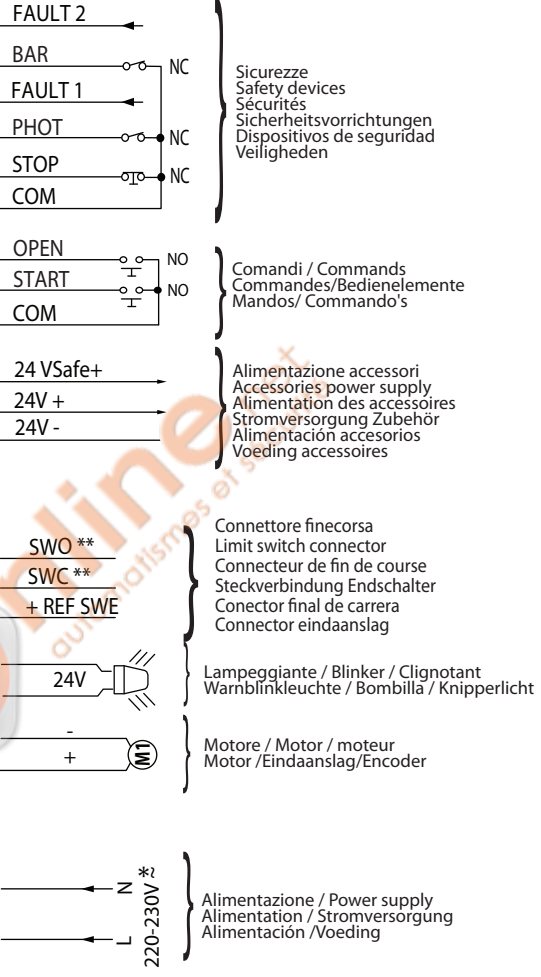 FAULT 2
BAR
NC
FAULT 1
PHOT
NC
STOP
NC
COM
Sicurezze
Safety devices
Sécurités
Sicherheitsvorrichtungen
Dispositivos de seguridad
Veiligheden
OPEN
NO
START
NO
COM
Comandi / Commands
Commandes/Bedienelemente
Mandos/ Commando's
24 VSafe+
24V +
24V -
Alimentazione accessori
Accessories power supply
Alimentation des accessoires
Stromversorgung Zubehör
Alimentación accesorios
Voeding accessoires
SWO **
SWC **
+ REF SWE
Connettore finecorsa
Limit switch connector
Connecteur de fin de course
Steckverbindung Endschalter
Conector final de carrera
Connector eindaanslag
24V
Lampeggiante / Blinker / Clignotant
Warnblinkleuchte / Bombilla / Knipperlicht
-
+
M1
Motore / Motor / moteur
Motor /Eindaanslag/Encoder
N
L
220-230V~*
Alimentazione / Power supply
Alimentation / Stromversorgung
Alimentación /Voeding